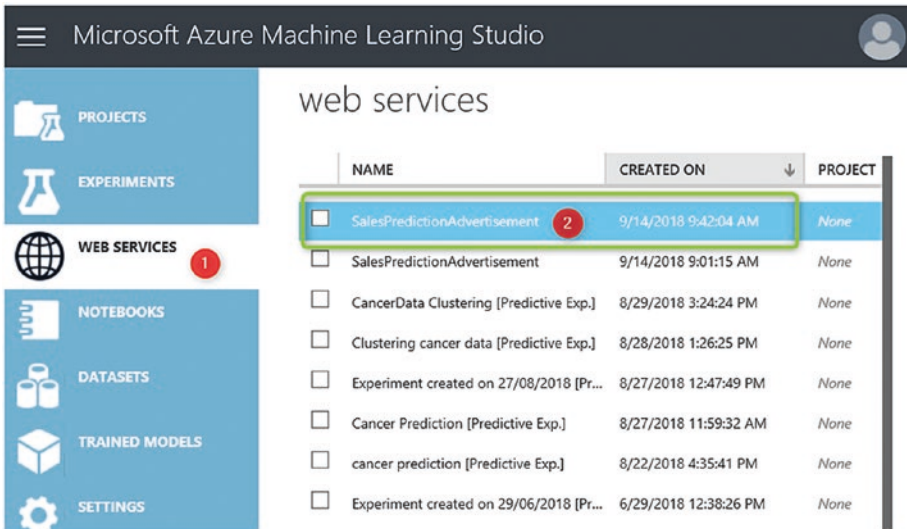 Microsoft Azure Machine Learning Studio
PROJECTS
EXPERIMENTS
WEB SERVICES 1
NOTEBOOKS
DATASETS
TRAINED MODELS
SETTINGS
web services
NAME CREATED ON PROJECT
SalesPredictionAdvertisement 2 9/14/2018 9:42:04 AM None
SalesPredictionAdvertisement 9/14/2018 9:01:15 AM None
CancerData Clustering [Predictive Exp.] 8/29/2018 3:24:24 PM None
Clustering cancer data [Predictive Exp.] 8/28/2018 1:26:25 PM None
Experiment created on 27/08/2018 [Pr... 8/27/2018 12:47:49 PM None
Cancer Prediction [Predictive Exp.] 8/27/2018 11:59:32 AM None
cancer prediction [Predictive Exp.] 8/22/2018 4:35:41 PM None
Experiment created on 29/06/2018 [Pr... 6/29/2018 12:38:26 PM None